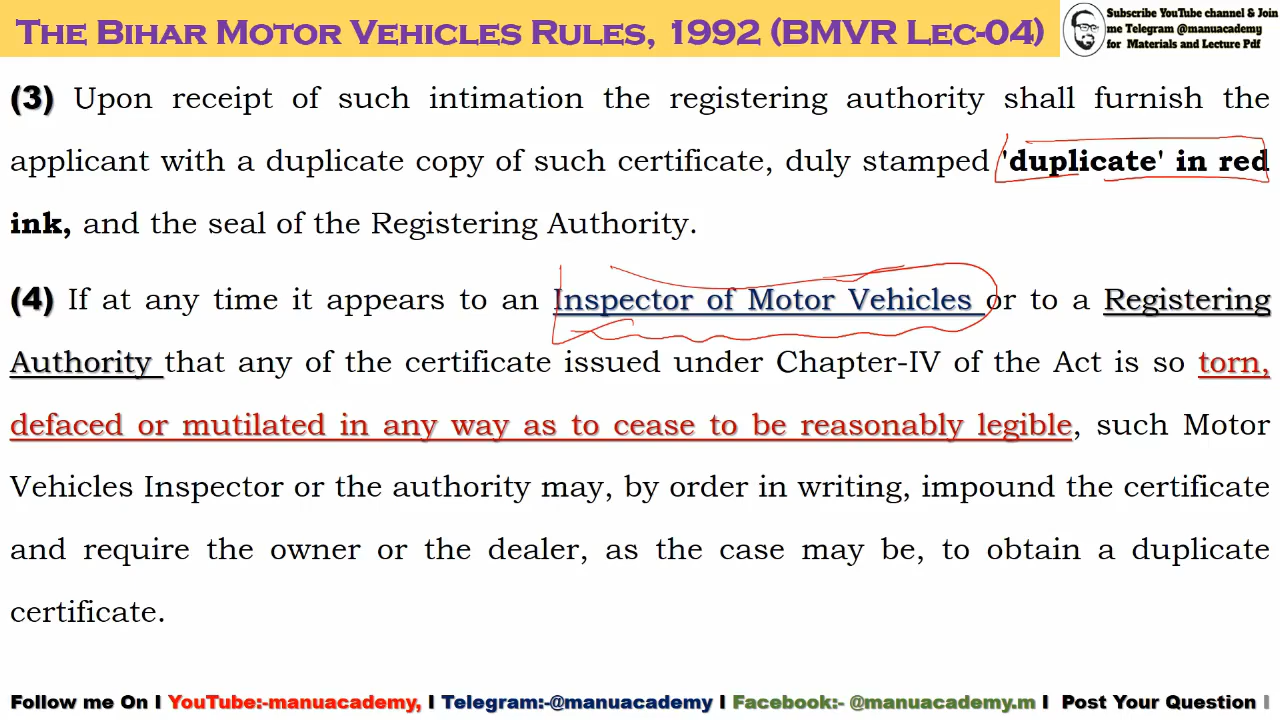 THE BIHAR MOTOR VEHICLES RULES, 1992 (BMVR LEC-04)
Subscribe YouTube channel & Join
me Telegram @manuacademy
for Materials and Lecture Pdf
(3) Upon receipt of such intimation the registering authority shall furnish the
applicant with a duplicate copy of such certificate, duly stamped 'duplicate' in red
ink, and the seal of the Registering Authority.
(4) If at any time it appears to an Inspector of Motor Vehicles or to a Registering
Authority that any of the certificate issued under Chapter-IV of the Act is so torn,
defaced or mutilated in any way as to cease to be reasonably legible, such Motor
Vehicles Inspector or the authority may, by order in writing, impound the certificate
and require the owner or the dealer, as the case may be, to obtain a duplicate
certificate.
Follow me On I YouTube:-manuacademy, I Telegram:-@manuacademy I Facebook:- @manuacademy.m I Post Your Question I